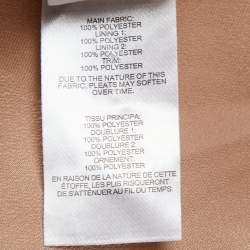 MAIN FABRIC:
100% POLYESTER
LINING 1:
100% POLYESTER
LINING 2:
100% POLYESTER
TRIM:
100% POLYESTER
DUE TO THE NATURE OF THIS
FABRIC, PLEATS MAY SOFTEN
OVER TIME.
TISSU PRINCIPA:
100% POLYESTER
DOUBLURE 1:
100% POLYESTER
DOUBLURE 2:
100% POLYESTER
ORNEMENT:
100% POLYESTER
EN RAISON DE LA NATURE DE CETTE
ÉTOFFE, LES PLIS RISQUERONT
DE S'ATTÉNUER AU FIL DU TEMPS.